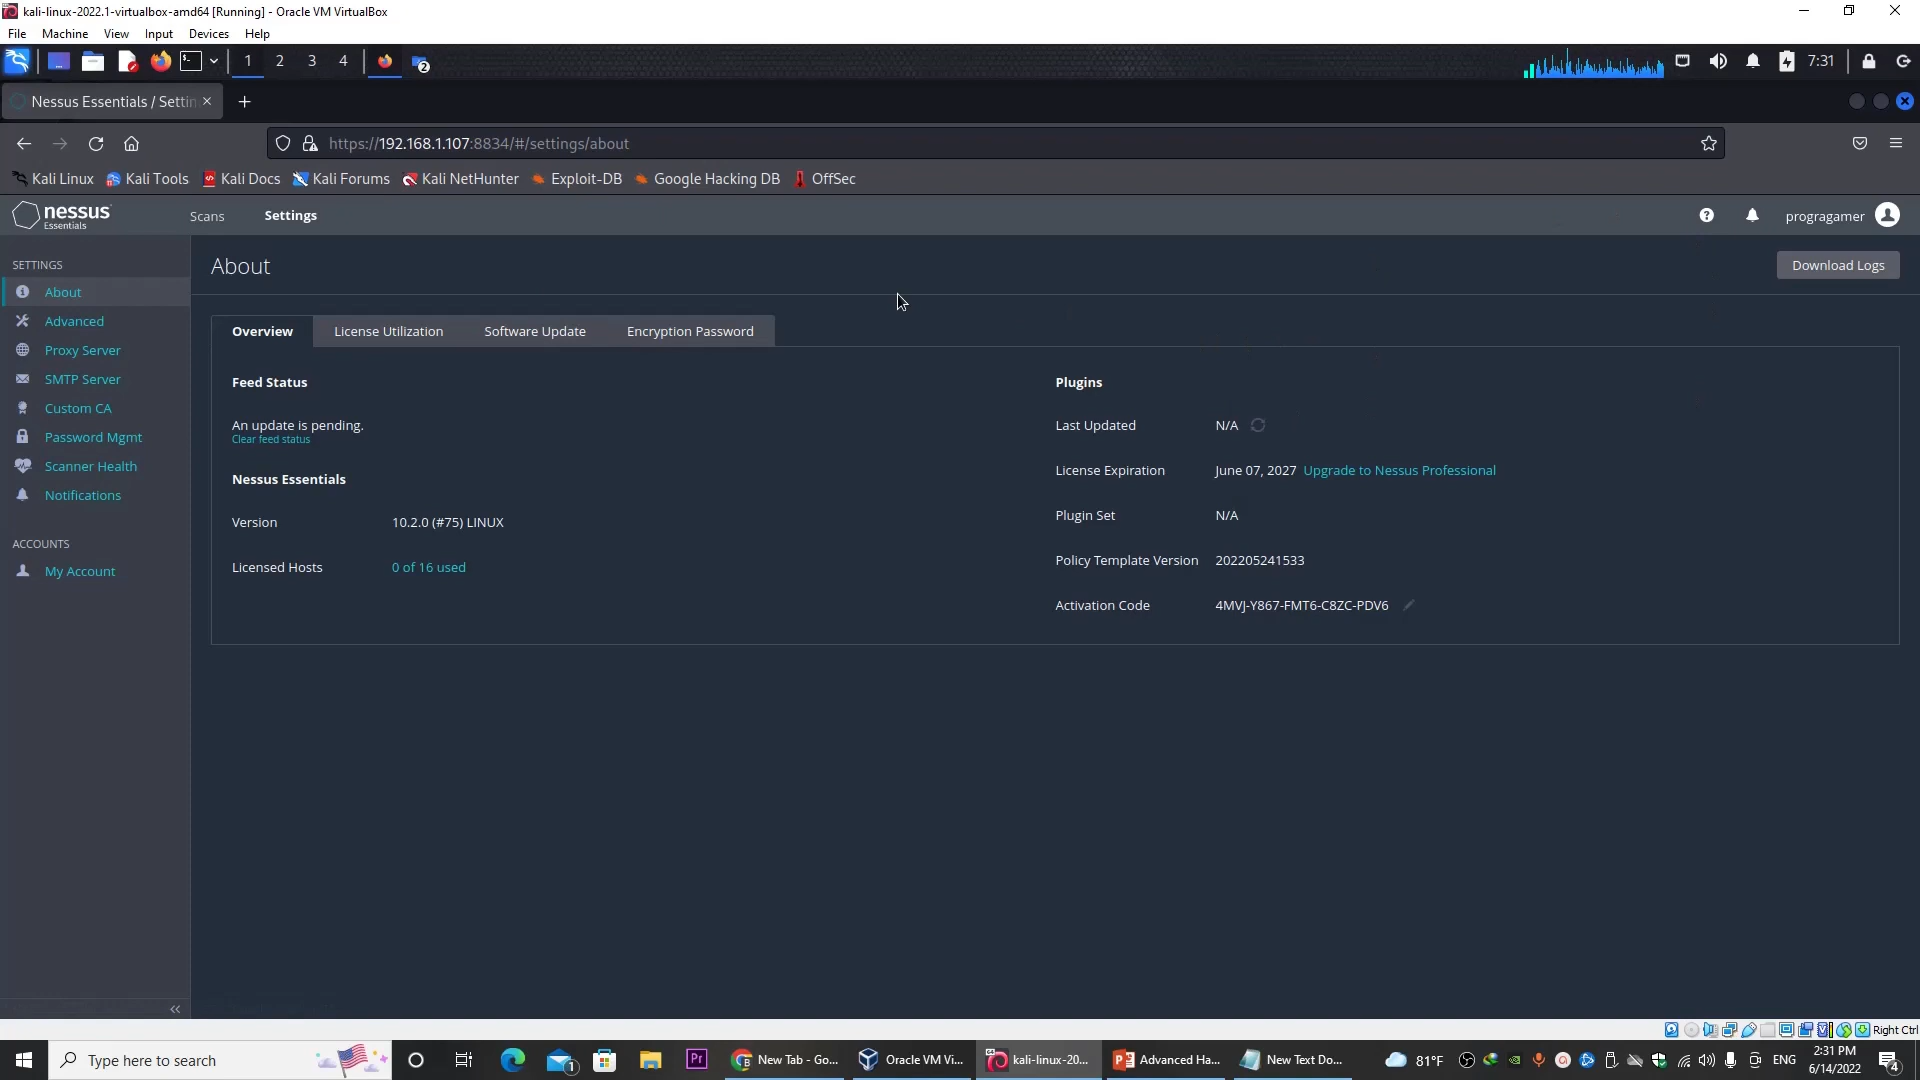 kali-linux-2022.1-virtualbox-amd64 [Running] - Oracle VM VirtualBox
File Machine View Input Devices Help
1 2 3 4 2 7:31
Nessus Essentials / Settin
https://192.168.1.107:8834/#/settings/about
Kali Linux Kali Tools Kali Docs Kali Forums Kali NetHunter Exploit-DB Google Hacking DB OffSec
nessus Essentials Scans Settings progragamer
SETTINGS
About
Advanced
Proxy Server
SMTP Server
Custom CA
Password Mgmt
Scanner Health
Notifications
ACCOUNTS
My Account
About Download Logs
Overview License Utilization Software Update Encryption Password
Feed Status
An update is pending.
Clear feed status
Nessus Essentials
Version 10.2.0 (#75) LINUX
Licensed Hosts 0 of 16 used
Plugins
Last Updated N/A
License Expiration June 07, 2027 Upgrade to Nessus Professional
Plugin Set N/A
Policy Template Version 202205241533
Activation Code 4MVJ-Y867-FMT6-C8ZC-PDV6
Right Ctrl
Type here to search 1 Pr New Tab - Go... Oracle VM Vi... kali-linux-20... Advanced Ha... New Text Do... 81°F ENG 2:31 PM 6/14/2022 4